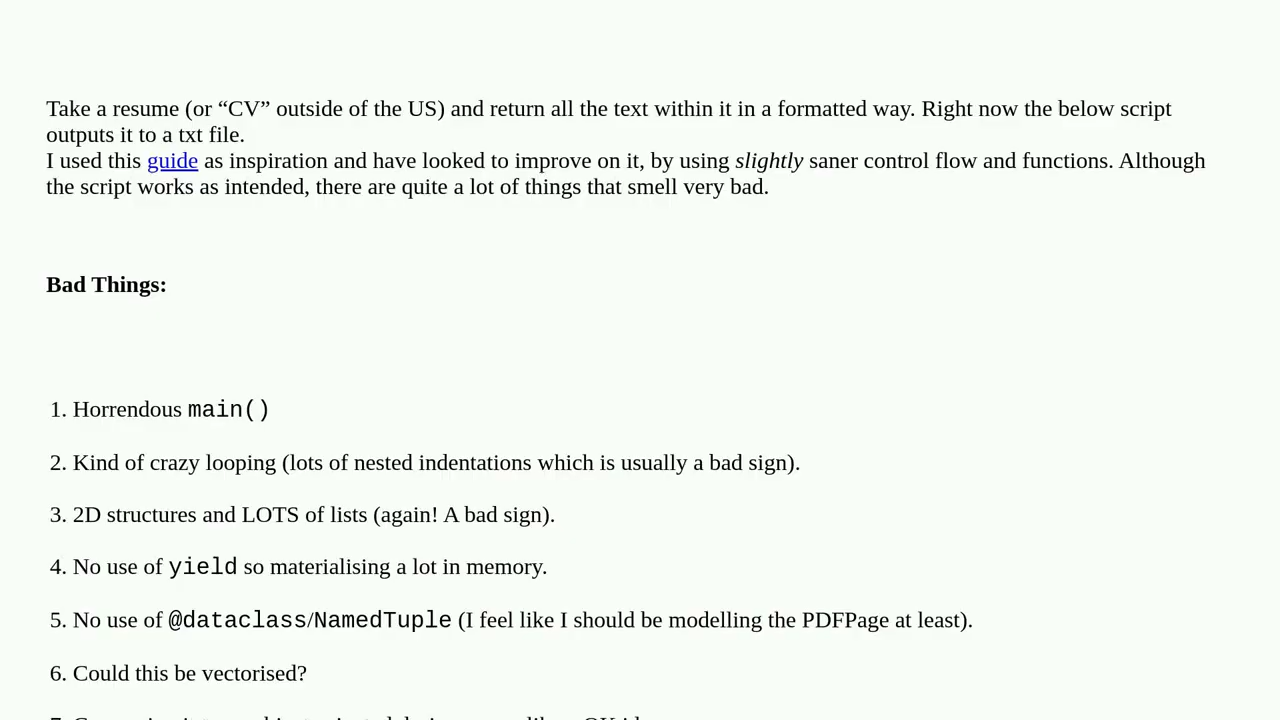 Take a resume (or “CV” outside of the US) and return all the text within it in a formatted way. Right now the below script
outputs it to a txt file.
I used this guide as inspiration and have looked to improve on it, by using slightly saner control flow and functions. Although
the script works as intended, there are quite a lot of things that smell very bad.
Bad Things:
1. Horrendous main()
2. Kind of crazy looping (lots of nested indentations which is usually a bad sign).
3. 2D structures and LOTS of lists (again! A bad sign).
4. No use of yield so materialising a lot in memory.
5. No use of @dataclass/NamedTuple (I feel like I should be modelling the PDFPage at least).
6. Could this be vectorised?